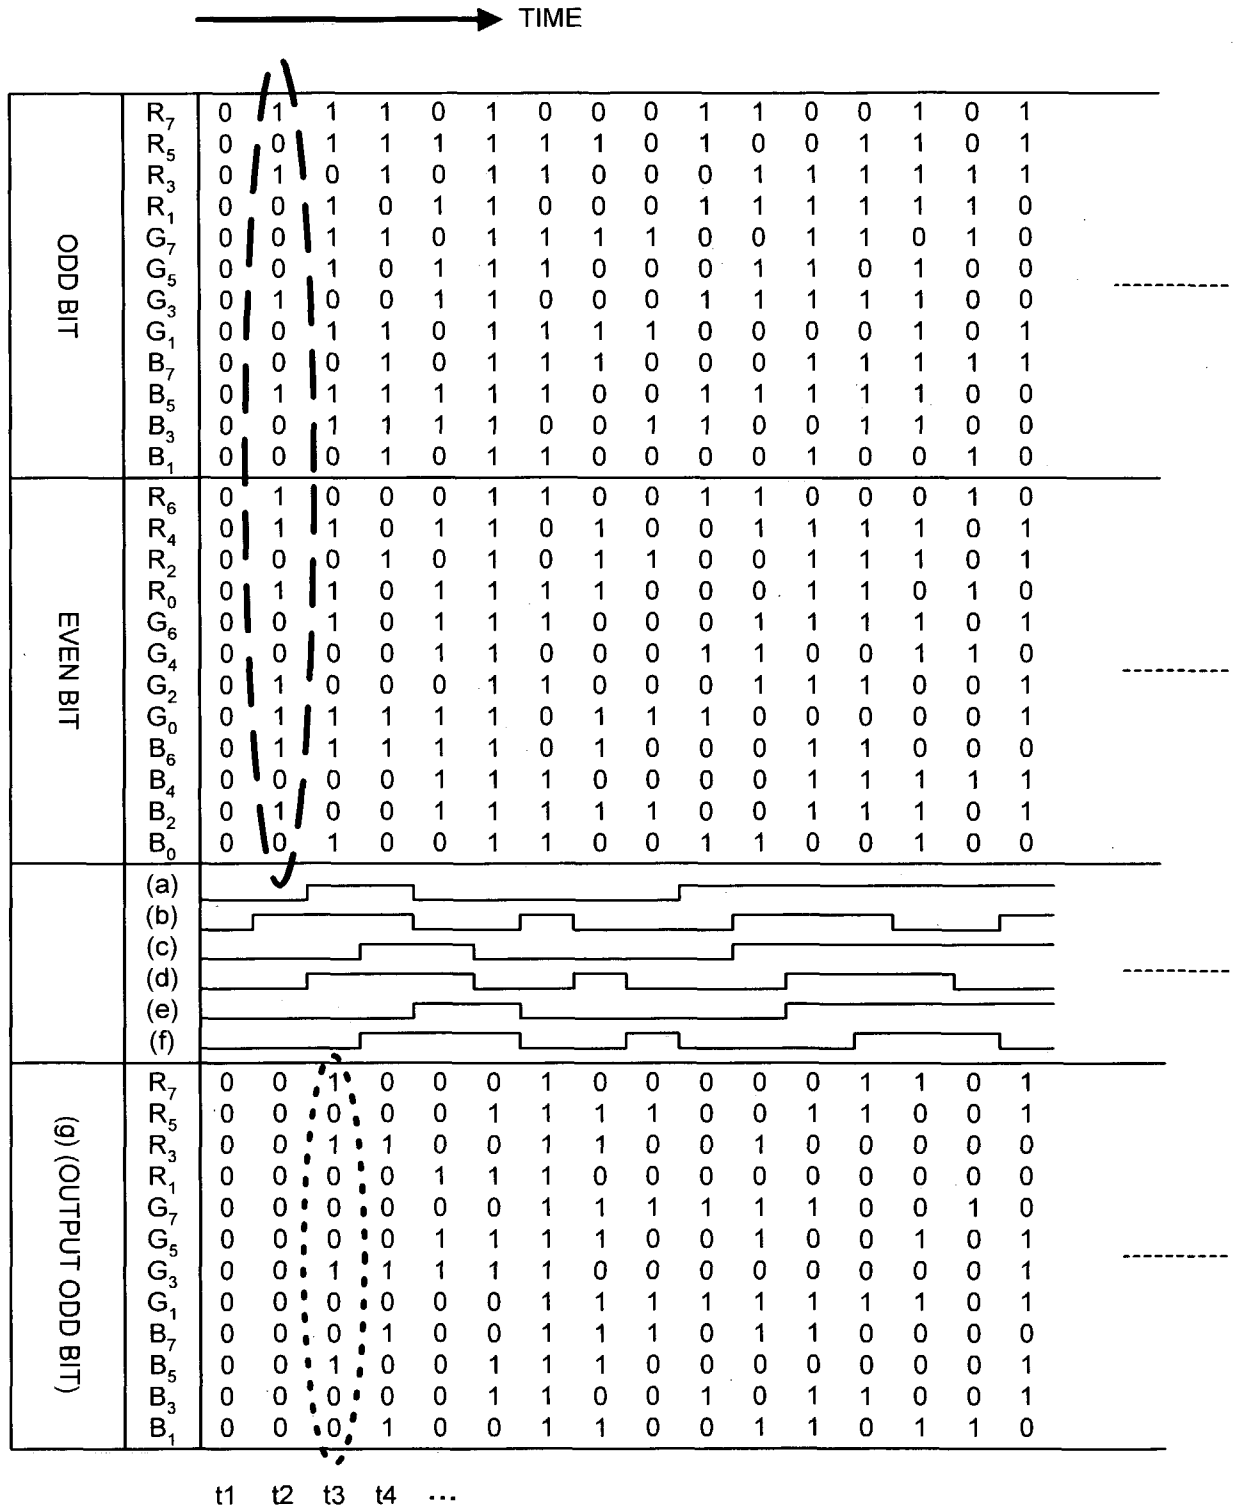 TIME
ODD BIT
R7 0 1 1 1 0 1 0 0 0 1 1 0 0 1 0 1
R5 0 0 1 1 1 1 1 1 0 1 0 0 1 1 0 1
R3 0 1 0 1 0 1 1 0 0 0 1 1 1 1 1 1
R1 0 0 1 0 1 1 0 0 0 1 1 1 1 1 1 0
G7 0 0 1 1 0 1 1 1 1 0 0 1 1 0 1 0
G5 0 0 1 0 1 1 1 0 0 0 1 1 0 1 0 0
G3 0 1 0 0 1 1 0 0 0 1 1 1 1 1 0 0
G1 0 0 1 1 0 1 1 1 1 0 0 0 0 1 0 1
B7 0 0 0 1 0 1 1 1 0 0 0 1 1 1 1 1
B5 0 1 1 1 1 1 1 0 0 1 1 1 1 1 0 0
B3 0 0 1 1 1 1 0 0 1 1 0 0 1 1 0 0
B1 0 0 0 1 0 1 1 0 0 0 0 1 0 0 1 0
EVEN BIT
R6 0 1 0 0 0 1 1 0 0 1 1 0 0 0 1 0
R4 0 1 1 0 1 1 0 1 0 0 1 1 1 1 0 1
R2 0 0 0 1 0 1 0 1 1 0 0 1 1 1 0 1
R0 0 1 1 0 1 1 1 1 0 0 0 1 1 0 1 0
G6 0 0 1 0 1 1 1 0 0 0 1 1 1 1 0 1
G4 0 0 0 0 1 1 0 0 0 1 1 0 0 1 1 0
G2 0 1 0 0 0 1 1 0 0 0 1 1 1 0 0 1
G0 0 1 1 1 1 1 0 1 1 1 0 0 0 0 0 1
B6 0 1 1 1 1 1 0 1 0 0 0 1 1 0 0 0
B4 0 0 0 0 1 1 1 0 0 0 0 1 1 1 1 1
B2 0 1 0 0 1 1 1 1 1 0 0 1 1 1 0 1
B0 0 0 1 0 0 1 1 0 0 1 1 0 0 1 0 0
(a)
(b)
(c)
(d)
(e)
(f)
(g) (OUTPUT ODD BIT)
R7 0 0 1 0 0 0 1 0 0 0 0 0 1 1 0 1
R5 0 0 0 0 0 1 1 1 1 0 0 1 1 0 0 1
R3 0 0 1 1 0 0 1 1 0 0 1 0 0 0 0 0
R1 0 0 0 0 1 1 1 0 0 0 0 0 0 0 0 0
G7 0 0 0 0 0 0 1 1 1 1 1 1 0 0 1 0
G5 0 0 0 0 1 1 1 1 0 0 1 0 0 1 0 1
G3 0 0 1 1 1 1 1 0 0 0 0 0 0 0 0 1
G1 0 0 0 0 0 0 1 1 1 1 1 1 1 1 0 1
B7 0 0 0 1 0 0 1 1 1 0 1 1 0 0 0 0
B5 0 0 1 0 0 1 1 1 0 0 0 0 0 0 0 1
B3 0 0 0 0 0 1 1 0 0 1 0 1 1 0 0 1
B1 0 0 0 1 0 0 1 1 0 0 1 1 0 1 1 0
t1 t2 t3 t4 ...